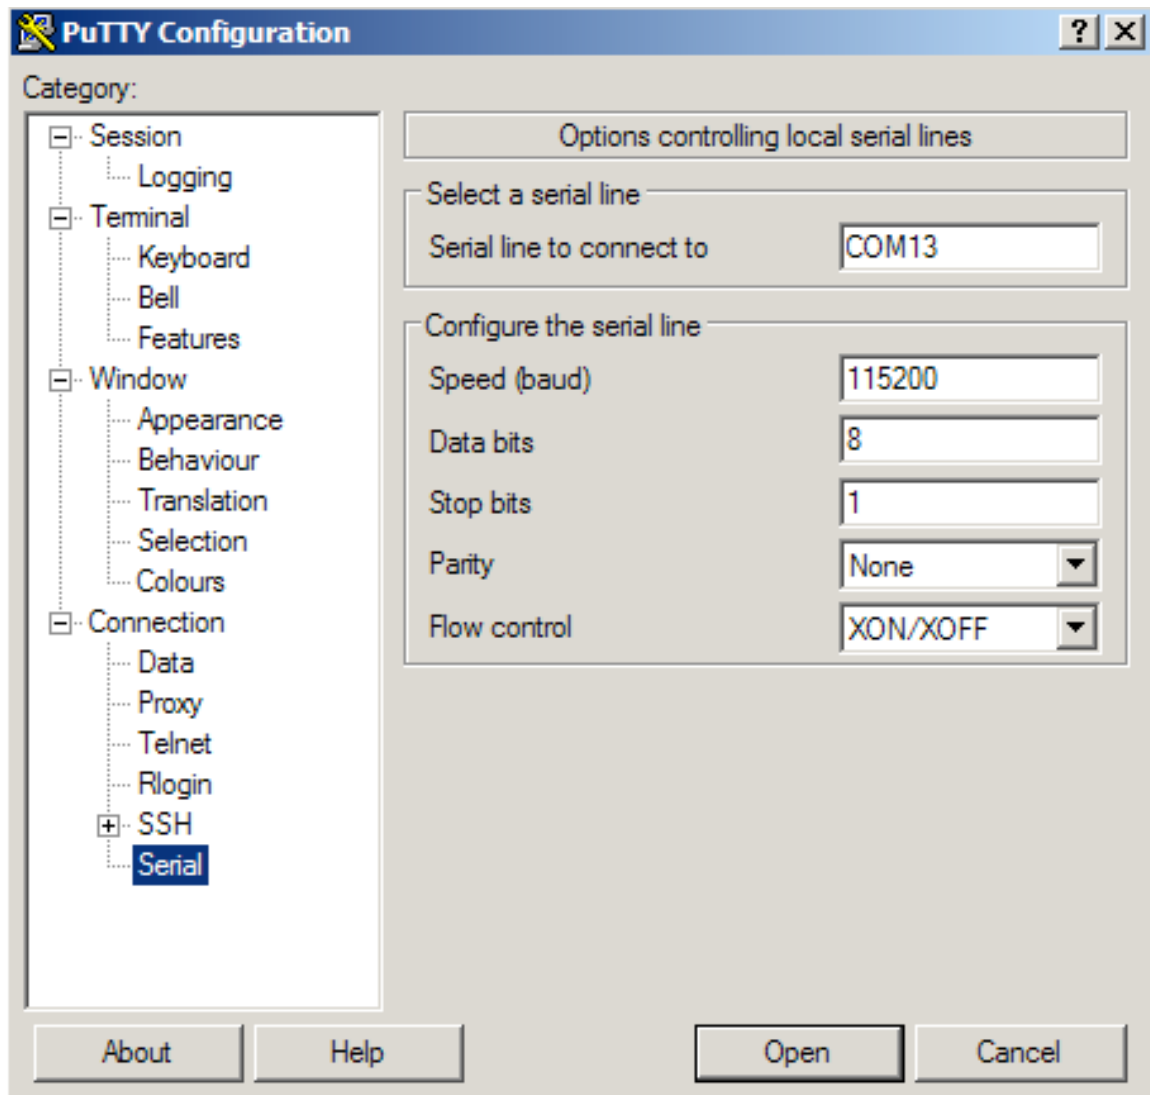 PuTTY Configuration
Category:
Session
Logging
Terminal
Keyboard
Bell
Features
Window
Appearance
Behaviour
Translation
Selection
Colours
Connection
Data
Proxy
Telnet
Rlogin
SSH
Serial
Options controlling local serial lines
Select a serial line
Serial line to connect to COM13
Configure the serial line
Speed (baud) 115200
Data bits 8
Stop bits 1
Parity None
Flow control XON/XOFF
About Help Open Cancel